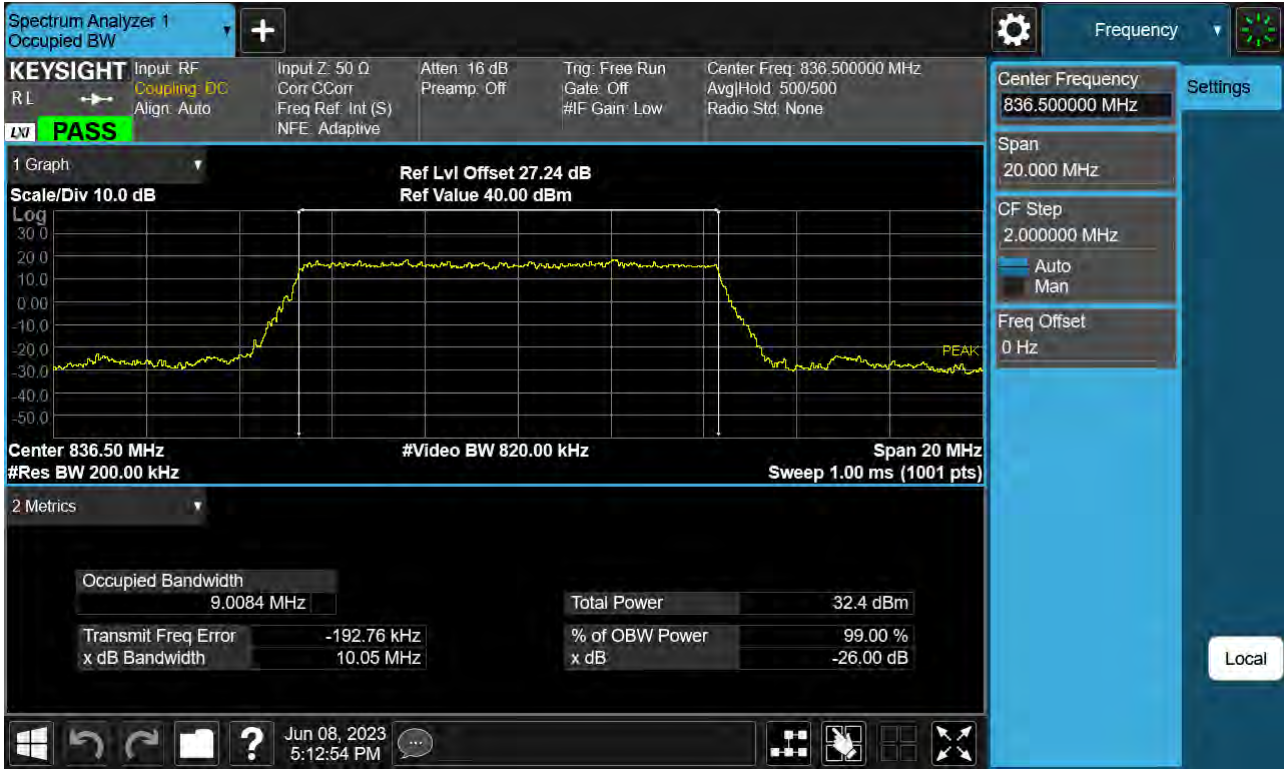 Spectrum Analyzer 1
Occupied BW
Frequency
KEYSIGHT
R L
LXI
PASS
Input: RF
Coupling: DC
Align: Auto
Input Z: 50 Ω
Corr CCorr
Freq Ref: Int (S)
NFE: Adaptive
Atten: 16 dB
Preamp: Off
Trig: Free Run
Gate: Off
#IF Gain: Low
Center Freq: 836.500000 MHz
Avg|Hold: 500/500
Radio Std: None
Center Frequency
836.500000 MHz
Settings
Span
20.000 MHz
CF Step
2.000000 MHz
Auto
Man
Freq Offset
0 Hz
Local
1 Graph
Scale/Div 10.0 dB
Ref Lvl Offset 27.24 dB
Ref Value 40.00 dBm
Log
30.0
20.0
10.0
0.00
-10.0
-20.0
-30.0
-40.0
-50.0
PEAK
Center 836.50 MHz
#Video BW 820.00 kHz
Span 20 MHz
#Res BW 200.00 kHz
Sweep 1.00 ms (1001 pts)
2 Metrics
Occupied Bandwidth
9.0084 MHz
Total Power 32.4 dBm
Transmit Freq Error -192.76 kHz
% of OBW Power 99.00 %
x dB Bandwidth 10.05 MHz
x dB -26.00 dB
?
Jun 08, 2023
5:12:54 PM